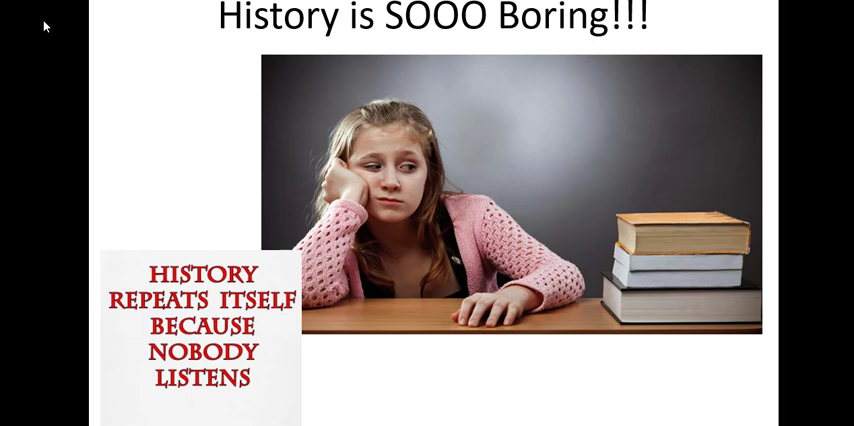 History is SOOO Boring!!!
HISTORY
REPEATS ITSELF
BECAUSE
NOBODY
LISTENS